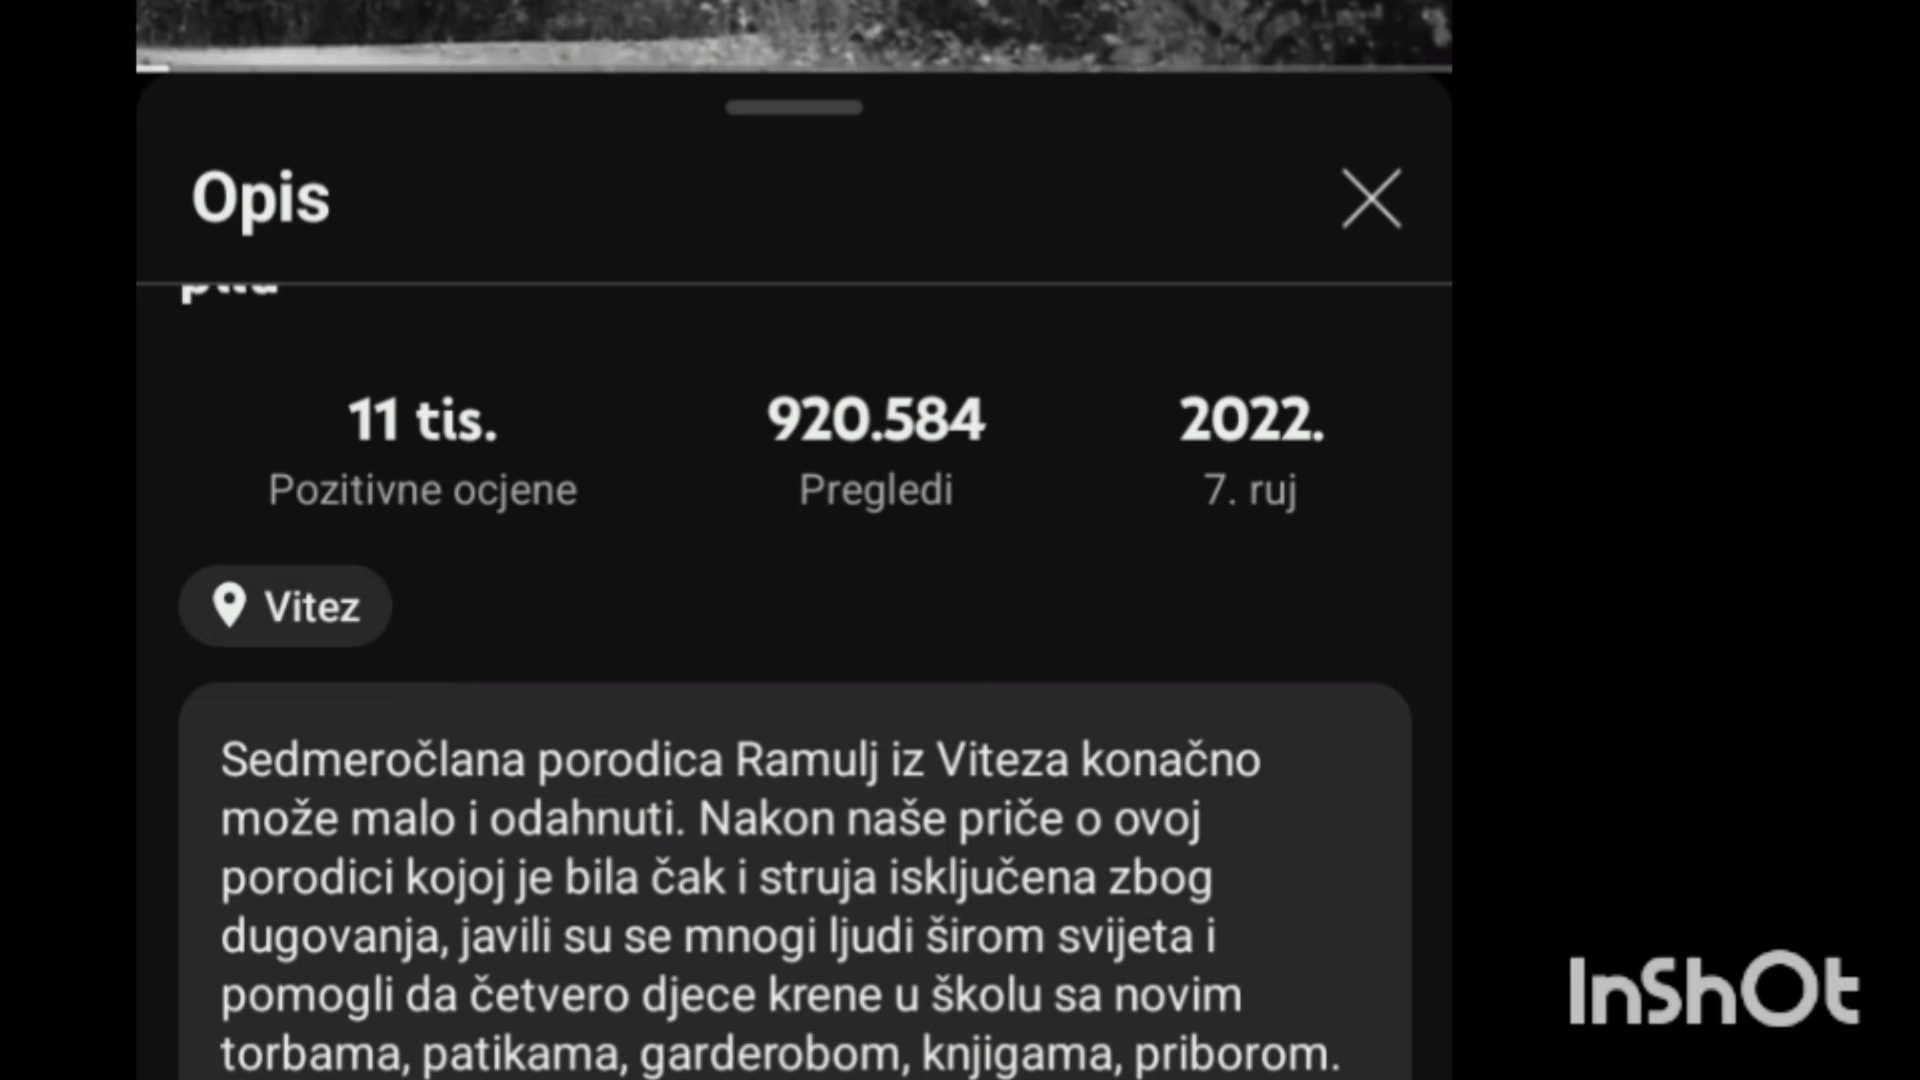 Opis
11 tis.
920.584
2022.
Pozitivne ocjene
Pregledi
7. ruj
Vitez
Sedmeročlana porodica Ramulj iz Viteza konačno
može malo i odahnuti. Nakon naše priče o ovoj
porodici kojoj je bila čak i struja isključena zbog
dugovanja, javili su se mnogi ljudi širom svijeta i
pomogli da četvero djece krene u školu sa novim
torbama, patikama, garderobom, knjigama, priborom.
InShOt